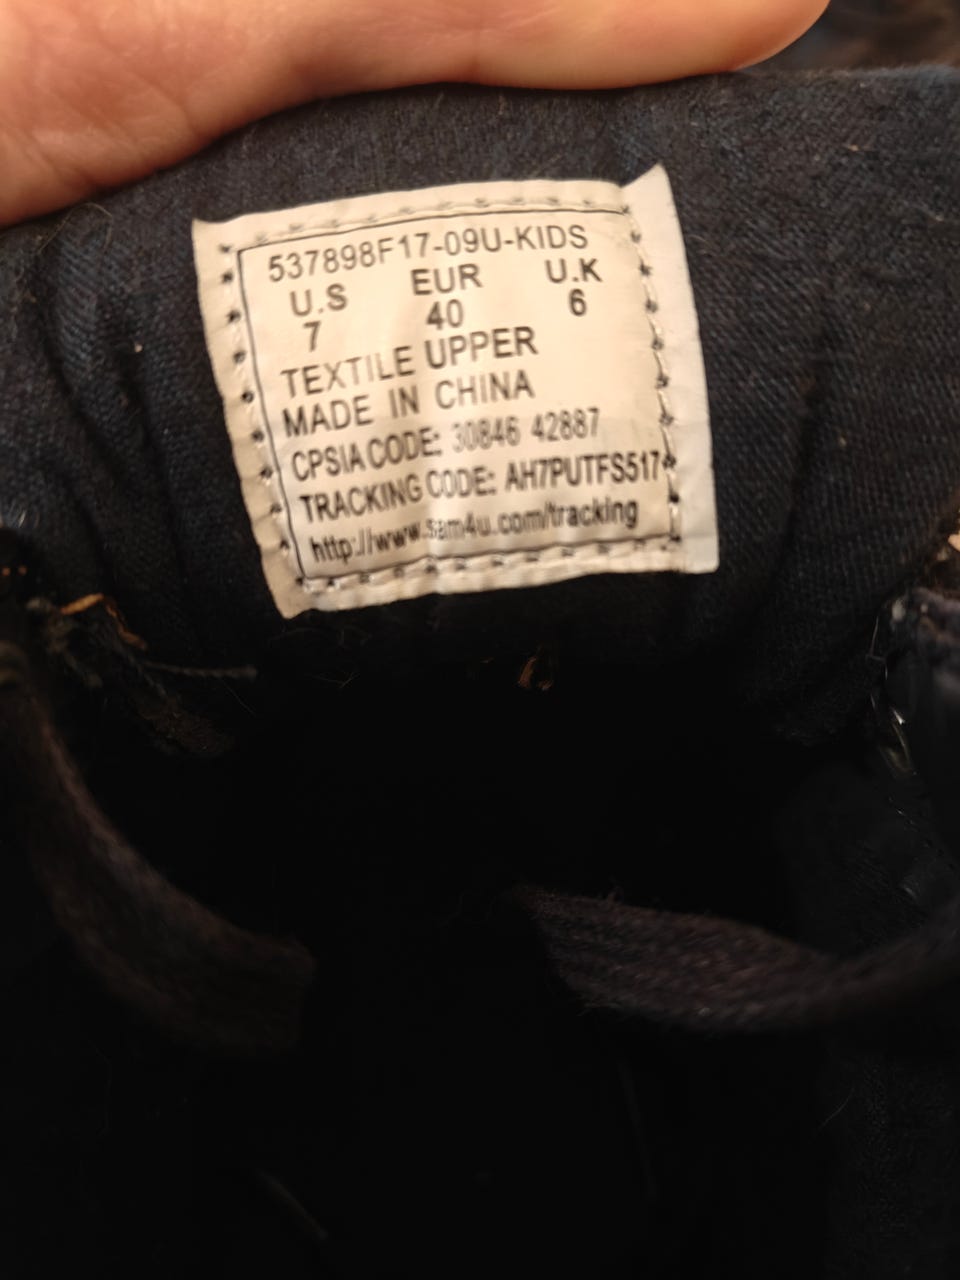 537898F17-09U-KIDS
U.S EUR U.K
7 40 6
TEXTILE UPPER
MADE IN CHINA
CPSIA CODE: 30846 42887
TRACKING CODE: AH7PUTFS517
http://www.sam4u.com/tracking